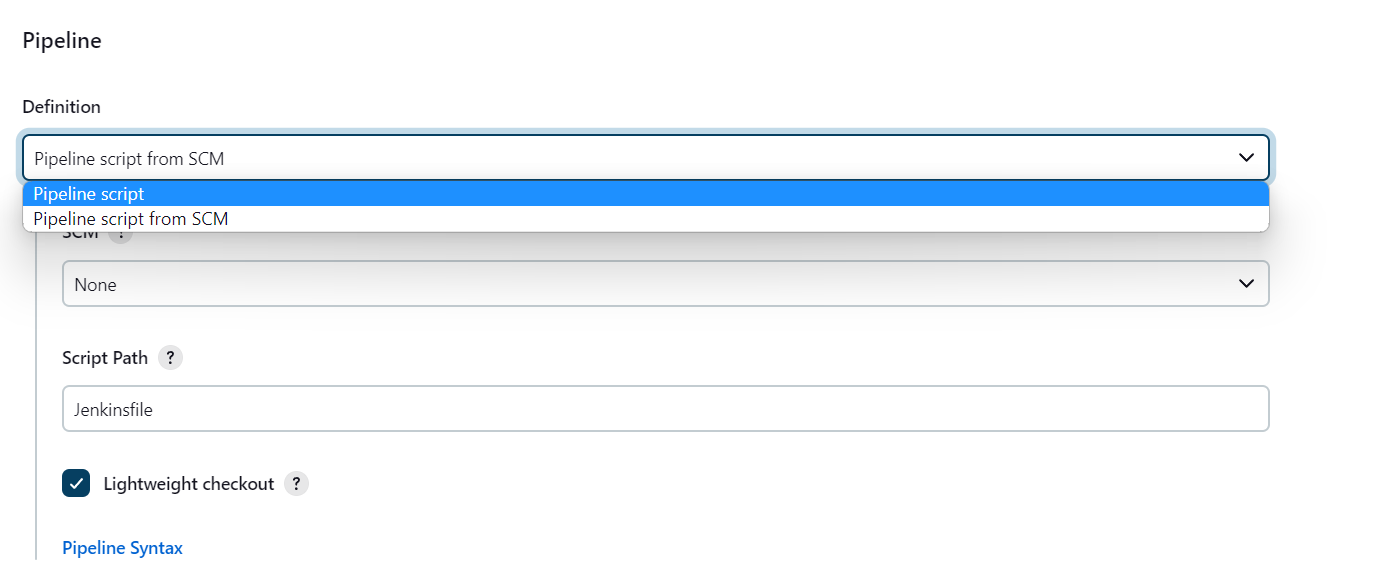 Pipeline
Definition
Pipeline script from SCM
Pipeline script
Pipeline script from SCM
SCM ?
None
Script Path ?
Jenkinsfile
Lightweight checkout ?
Pipeline Syntax